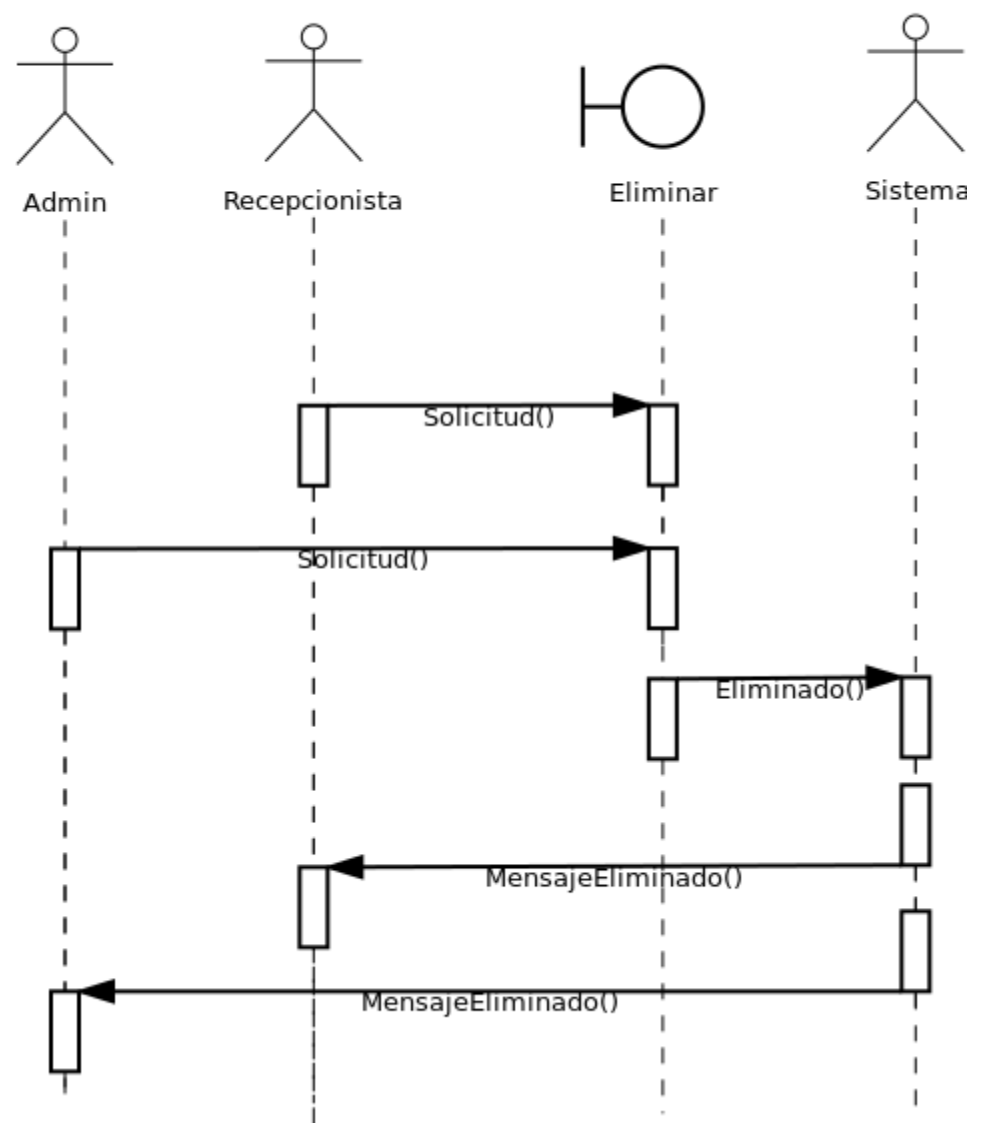 Admin
Recepcionista
Eliminar
Sistema
Solicitud()
Solicitud()
Eliminado()
MensajeEliminado()
MensajeEliminado()